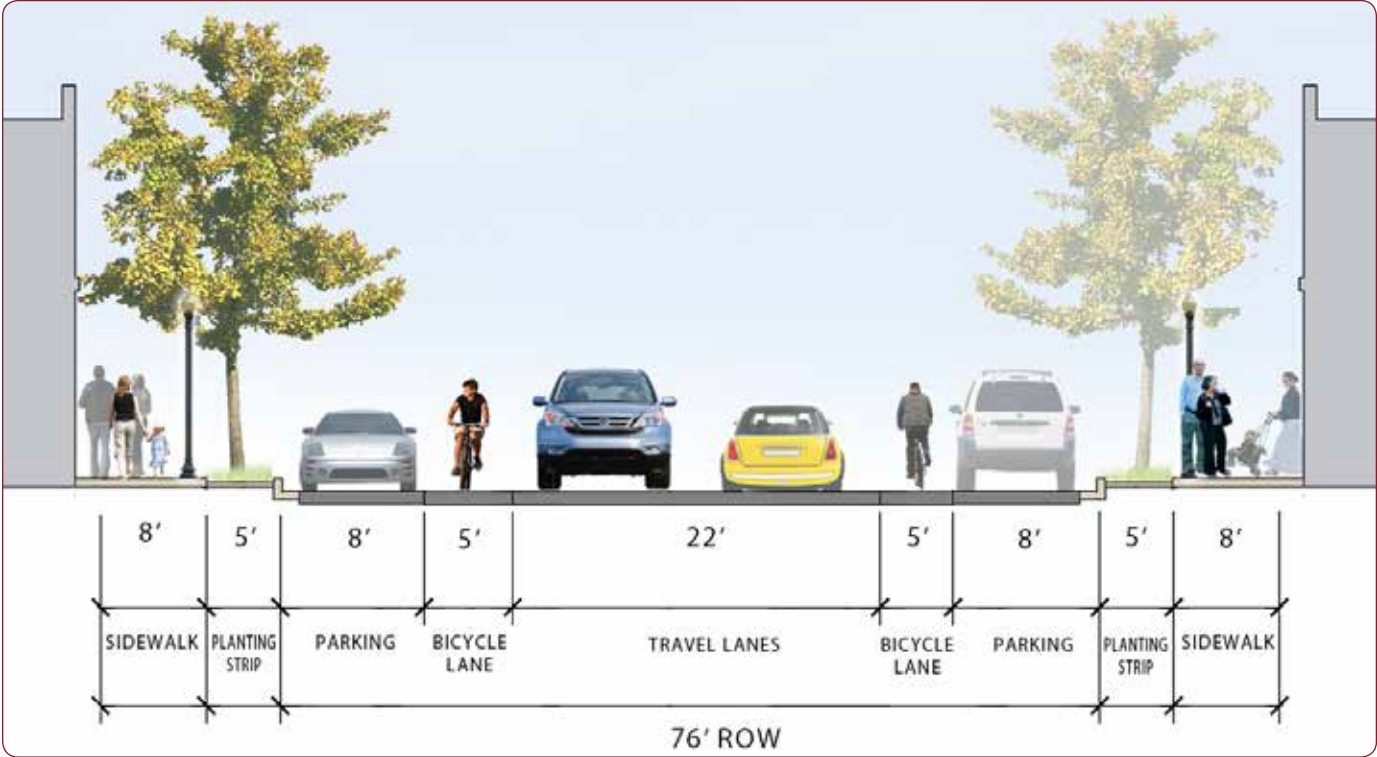 8' 5' 8' 5' 22' 5' 8' 5' 8'
SIDEWALK PLANTING STRIP PARKING BICYCLE LANE TRAVEL LANES BICYCLE LANE PARKING PLANTING STRIP SIDEWALK
76' ROW